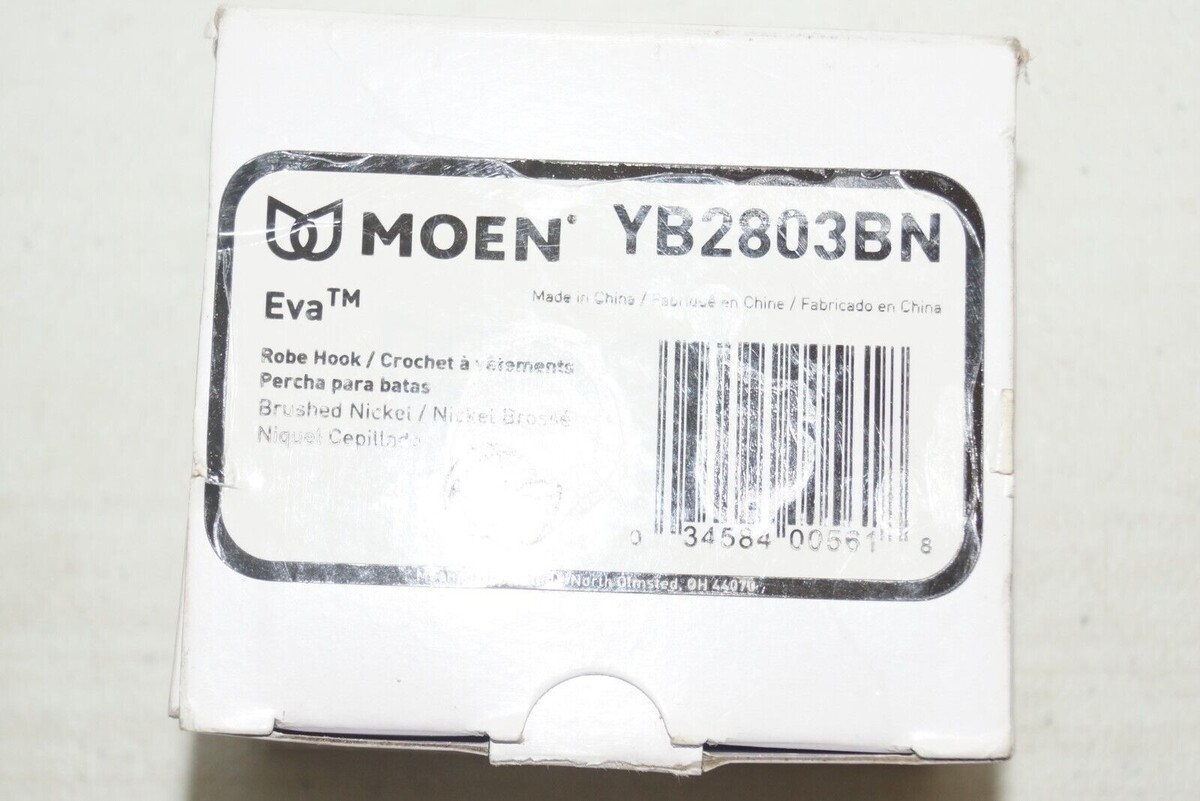 MOEN® YB2803BN
Eva™
Made in China / Fabriqué en Chine / Fabricado en China
Robe Hook / Crochet à vêtements
Percha para batas
Brushed Nickel / Nickel Brossé
Niquel Cepillado
0 34584 00561 8
North Olmsted, OH 44070